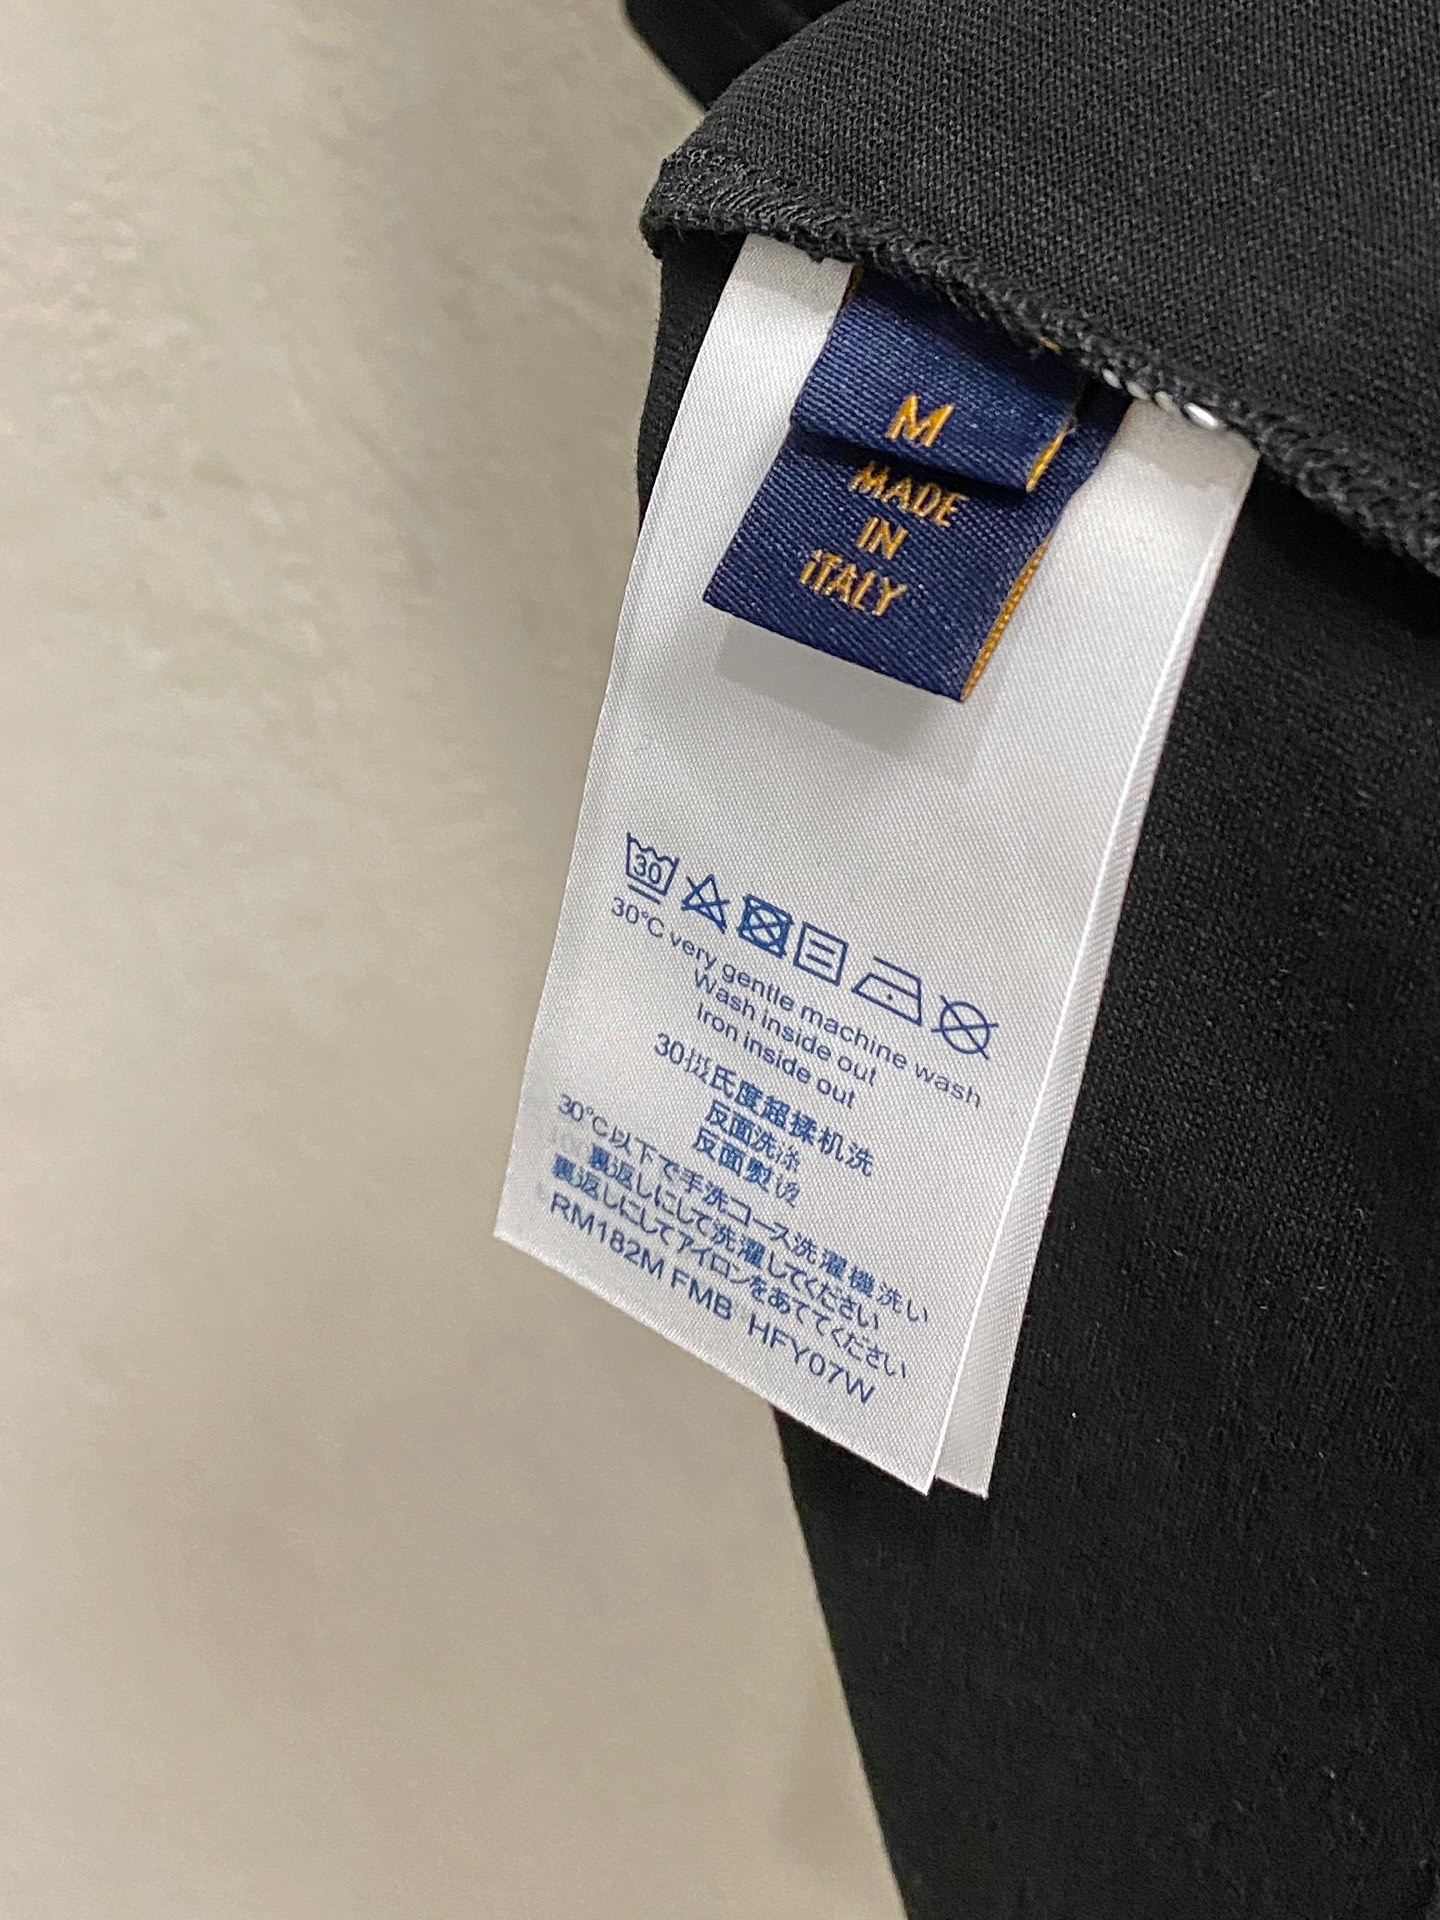 M
MADE
IN
iTALY
30
30°C very gentle machine wash
Wash inside out
Iron inside out
30摄氏度超揉机洗
反面洗涤
反面熨烫
30°C以下で手洗コース洗濯機洗い
裏返しにして洗濯してください
裏返しにしてアイロンをあててください
RM182M FMB HFY07W